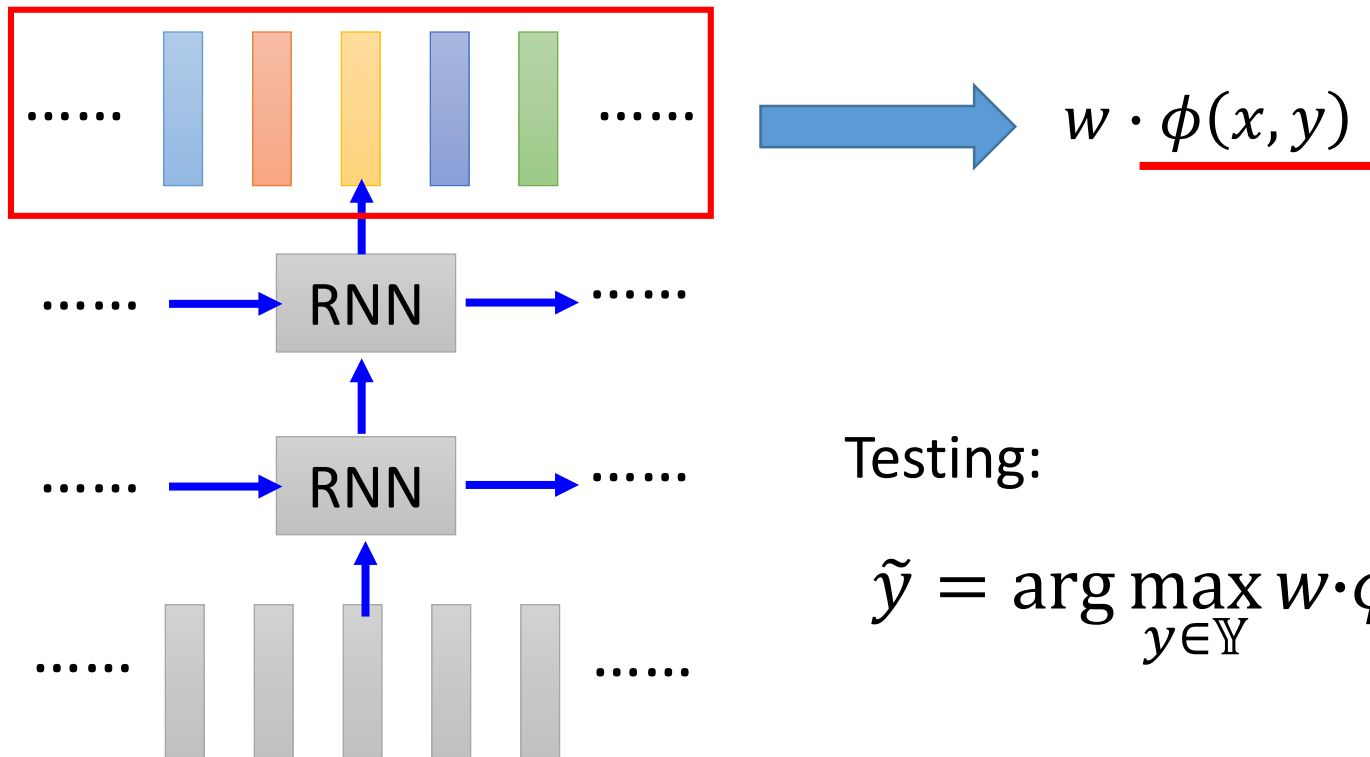 ...... ......
w · ϕ(x, y)
...... RNN ......
...... RNN ......
Testing:
ỹ = arg max w·
y∈𝕐
...... ......